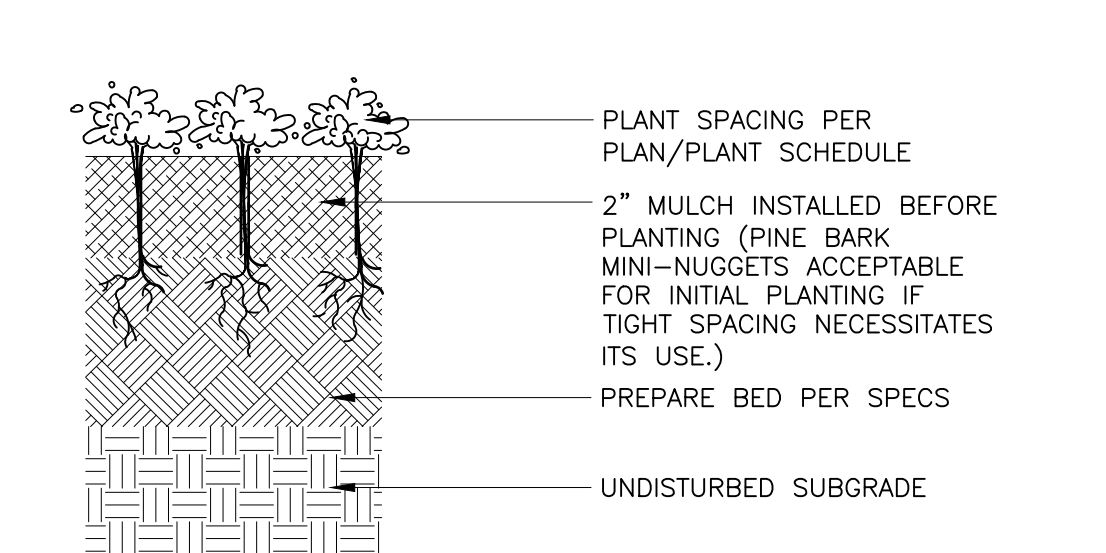 PLANT SPACING PER
PLAN/PLANT SCHEDULE
2” MULCH INSTALLED BEFORE
PLANTING (PINE BARK
MINI–NUGGETS ACCEPTABLE
FOR INITIAL PLANTING IF
TIGHT SPACING NECESSITATES
ITS USE.)
PREPARE BED PER SPECS
UNDISTURBED SUBGRADE